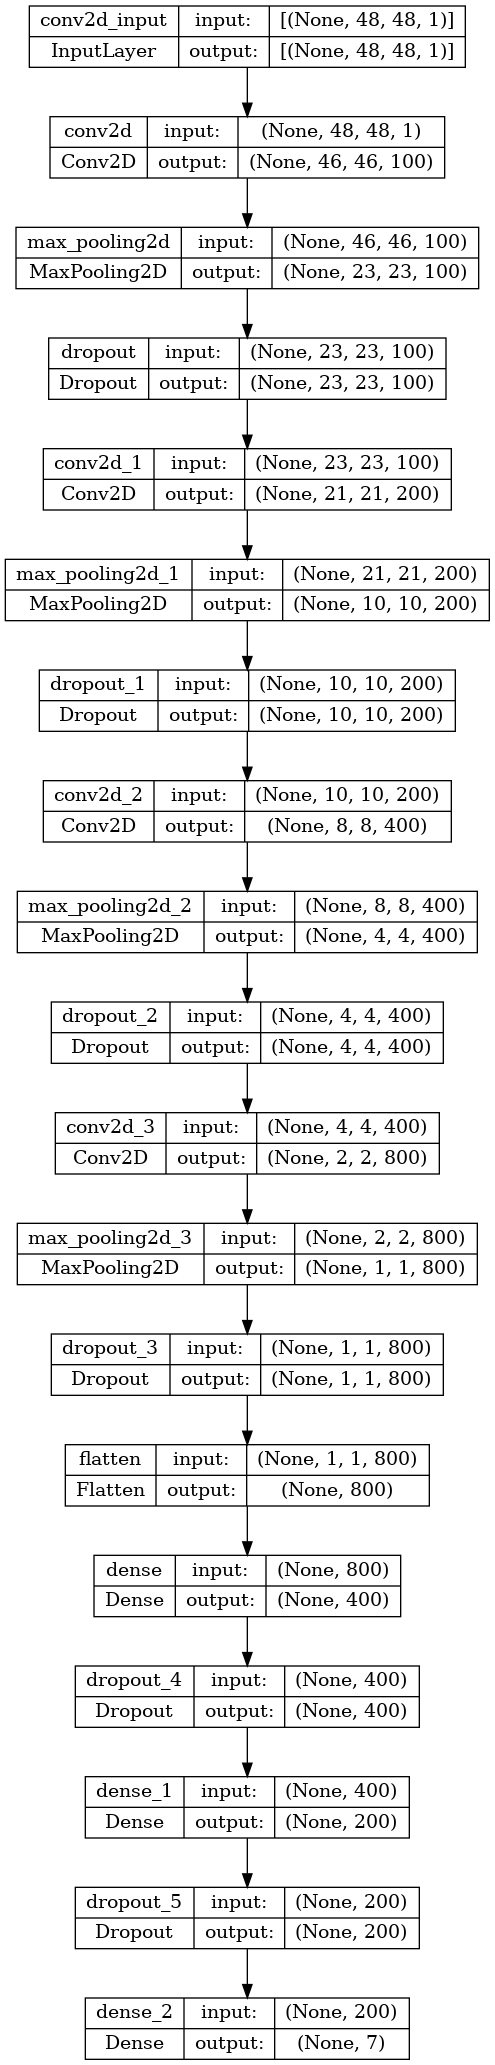 conv2d_input input: [(None, 48, 48, 1)]
InputLayer output: [(None, 48, 48, 1)]
conv2d input: (None, 48, 48, 1)
Conv2D output: (None, 46, 46, 100)
max_pooling2d input: (None, 46, 46, 100)
MaxPooling2D output: (None, 23, 23, 100)
dropout input: (None, 23, 23, 100)
Dropout output: (None, 23, 23, 100)
conv2d_1 input: (None, 23, 23, 100)
Conv2D output: (None, 21, 21, 200)
max_pooling2d_1 input: (None, 21, 21, 200)
MaxPooling2D output: (None, 10, 10, 200)
dropout_1 input: (None, 10, 10, 200)
Dropout output: (None, 10, 10, 200)
conv2d_2 input: (None, 10, 10, 200)
Conv2D output: (None, 8, 8, 400)
max_pooling2d_2 input: (None, 8, 8, 400)
MaxPooling2D output: (None, 4, 4, 400)
dropout_2 input: (None, 4, 4, 400)
Dropout output: (None, 4, 4, 400)
conv2d_3 input: (None, 4, 4, 400)
Conv2D output: (None, 2, 2, 800)
max_pooling2d_3 input: (None, 2, 2, 800)
MaxPooling2D output: (None, 1, 1, 800)
dropout_3 input: (None, 1, 1, 800)
Dropout output: (None, 1, 1, 800)
flatten input: (None, 1, 1, 800)
Flatten output: (None, 800)
dense input: (None, 800)
Dense output: (None, 400)
dropout_4 input: (None, 400)
Dropout output: (None, 400)
dense_1 input: (None, 400)
Dense output: (None, 200)
dropout_5 input: (None, 200)
Dropout output: (None, 200)
dense_2 input: (None, 200)
Dense output: (None, 7)